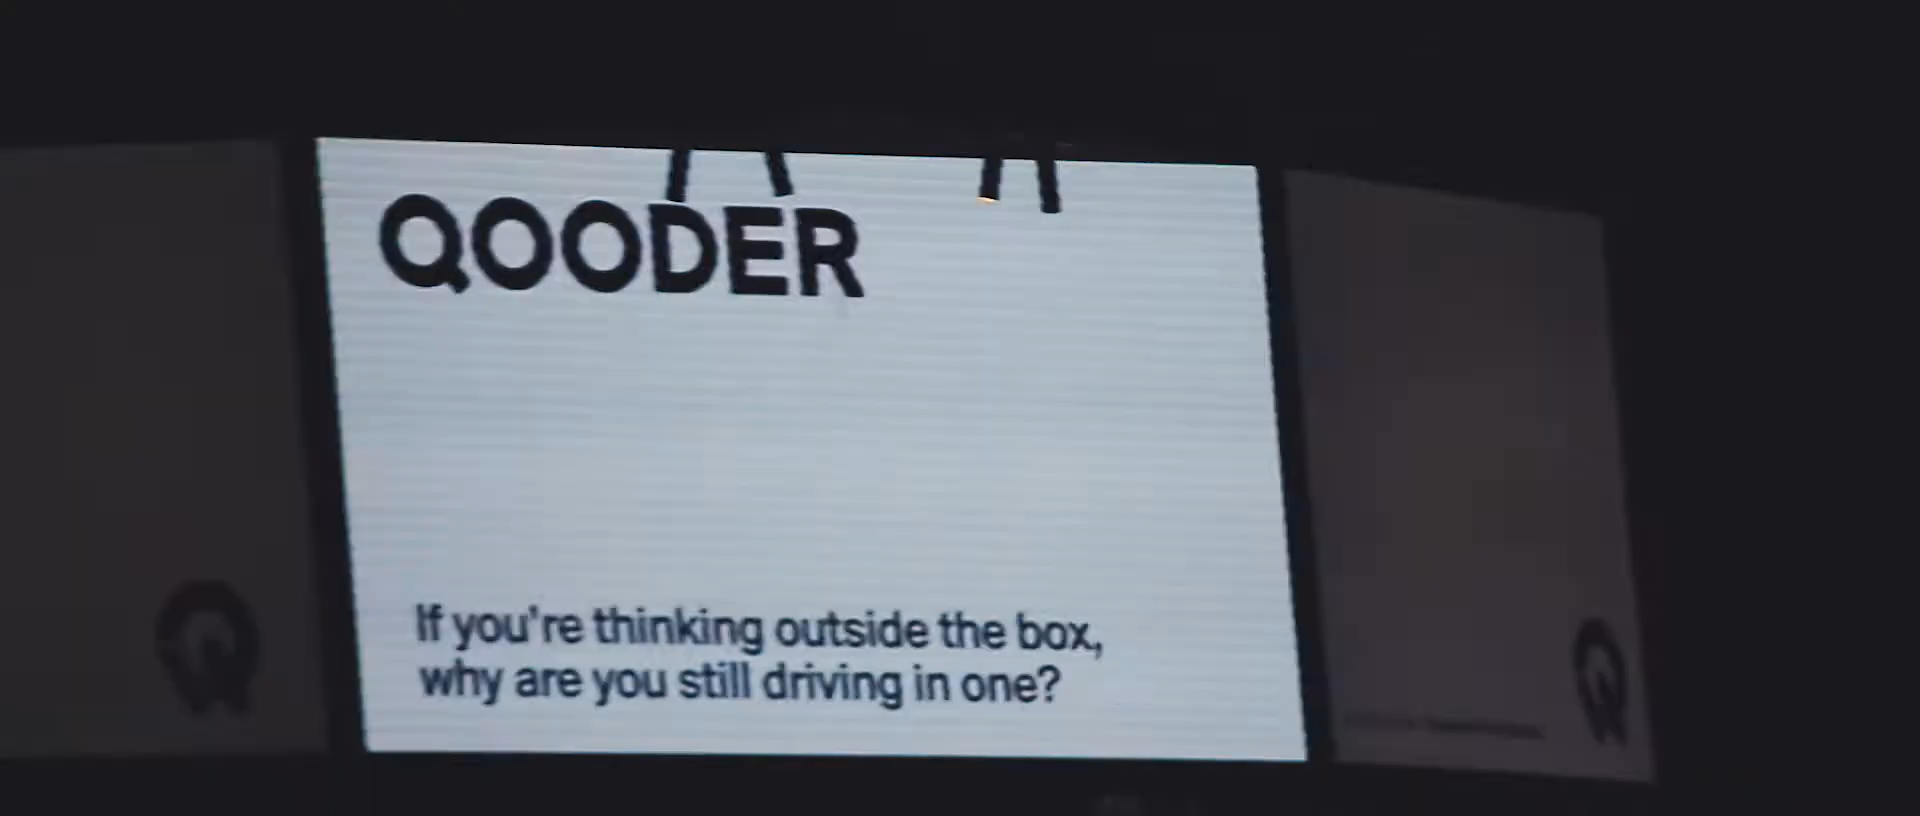 QOODER
If you're thinking outside the box,
why are you still driving in one?